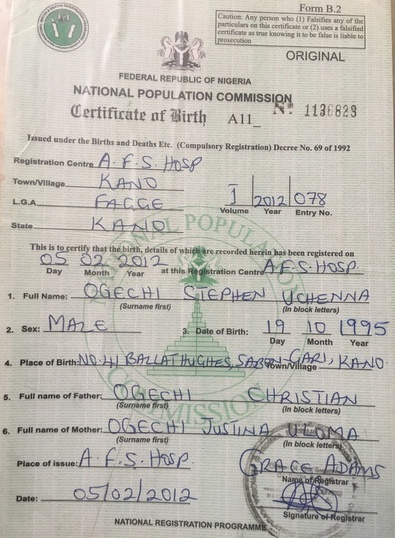 Form B.2
Caution: Any person who (1) Falsifies any of the
particulars on this certificate or (2) uses a falsified
certificate as true knowing it to be false is liable to
prosecution
ORIGINAL
FEDERAL REPUBLIC OF NIGERIA
NATIONAL POPULATION COMMISSION
Certificate of Birth A11_ No 1136823
Issued under the Births and Deaths Etc. (Compulsory Registration) Decree No. 69 of 1992
Registration Centre A.F.S. HOSP
Town/Village KANO
L.G.A FAGGE
I 2012 078
Volume Year Entry No.
State KANO
This is to certify that the birth, details of which are recorded herein has been registered on
05 02 2012 at this Registration Centre A.F.S. HOSP
Day Month Year
1. Full Name: OGECHI STEPHEN UCHENNA
(Surname first) (In block letters)
2. Sex: MALE 3. Date of Birth: 19 10 1995
Day Month Year
4. Place of Birth: NO. 41 BALLAT HUGHES, SABON-GARI, KANO
Town/Village
5. Full name of Father: OGECHI CHRISTIAN
(Surname first) (In block letters)
6. Full name of Mother: OGECHI JUSTINA ULOMA
(Surname first) (In block letters)
Place of issue: A.F.S. HOSP GRACE ADAMS
Name of Registrar
Date: 05/02/2012
Signature of Registrar
NATIONAL REGISTRATION PROGRAMME
NATIONAL POPULATION COMMISSION